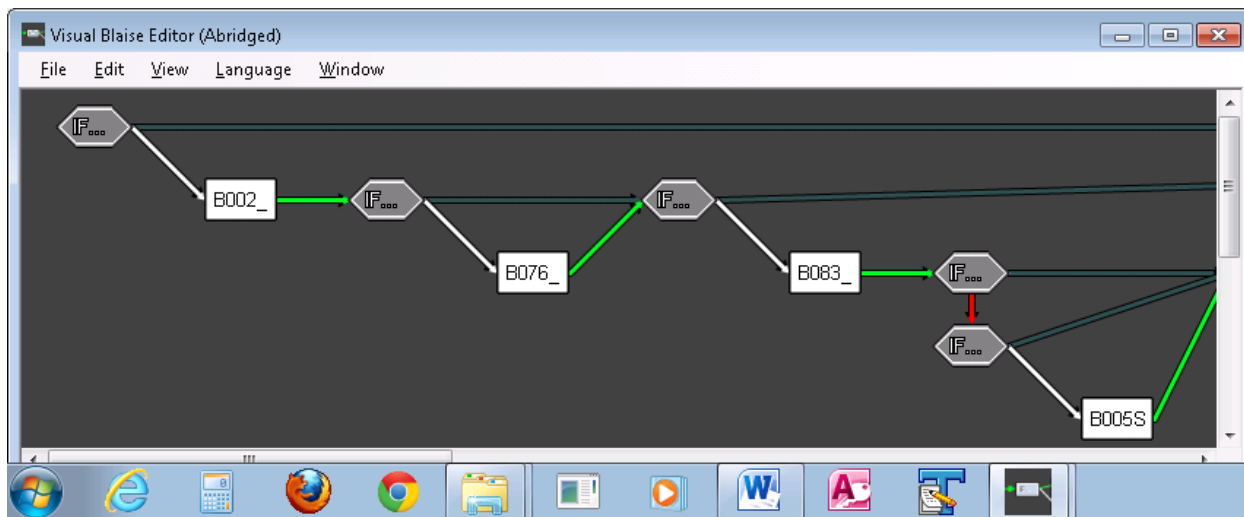 Visual Blaise Editor (Abridged)
File Edit View Language Window
IF...
B002_ IF... IF...
B076_ B083_ IF...
IF...
B005S